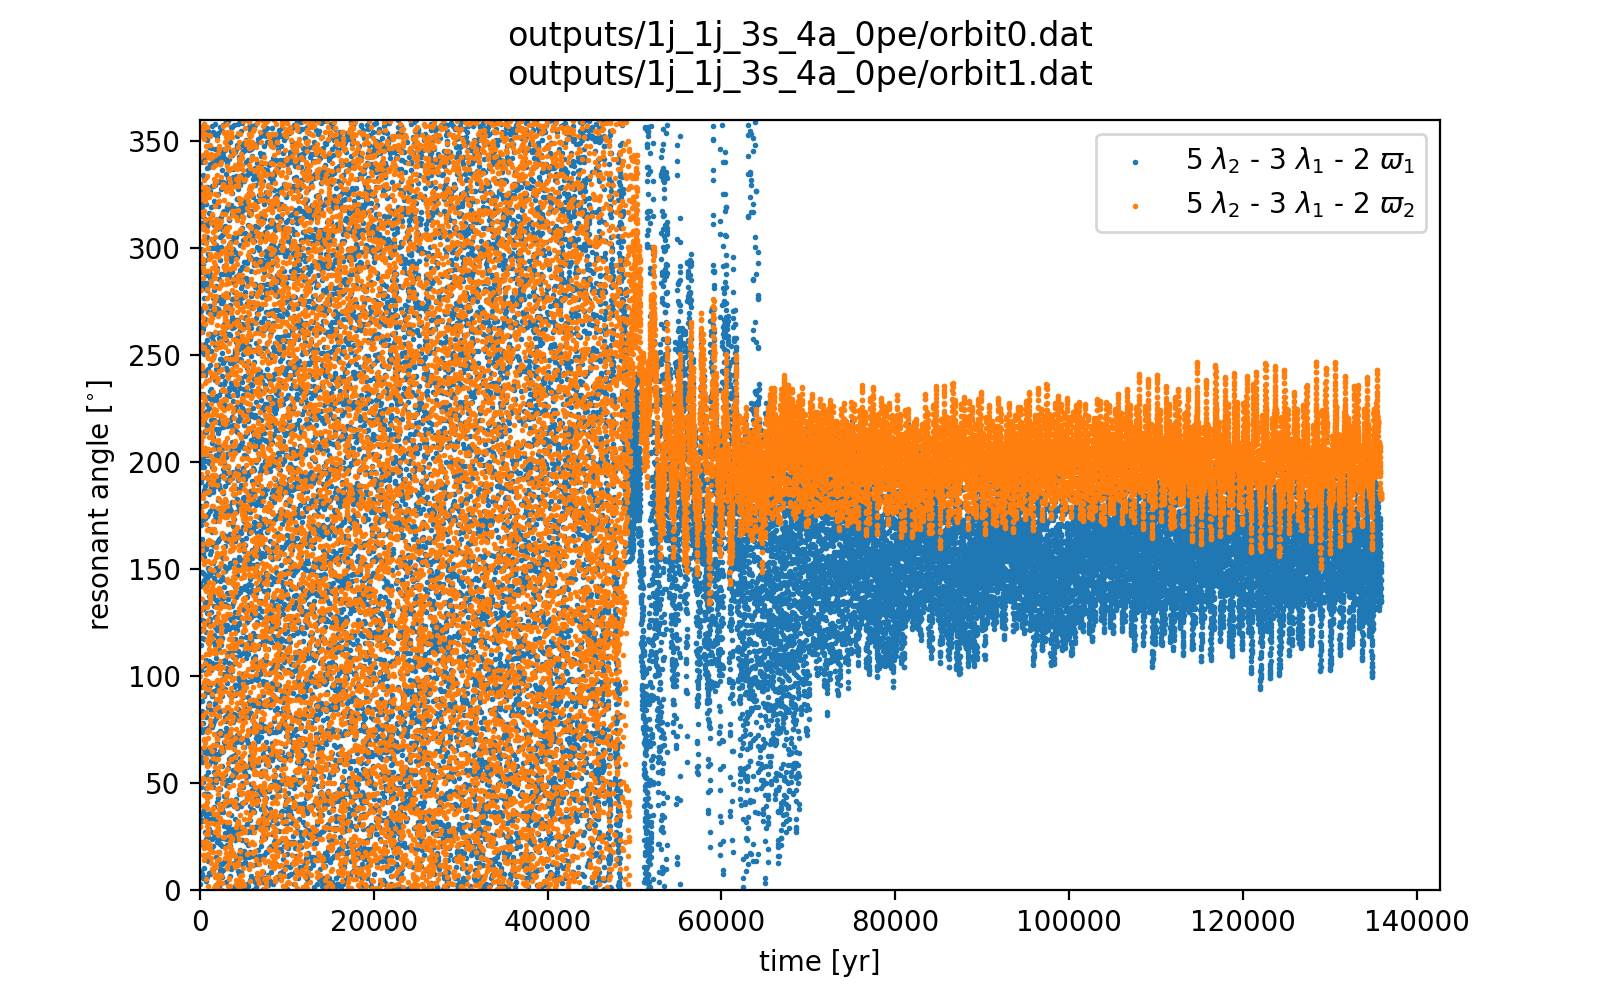 outputs/1j_1j_3s_4a_0pe/orbit0.dat
outputs/1j_1j_3s_4a_0pe/orbit1.dat
5 λ₂ - 3 λ₁ - 2 ϖ₁
5 λ₂ - 3 λ₁ - 2 ϖ₂
350
300
250
200
150
100
50
0
resonant angle [°]
0 20000 40000 60000 80000 100000 120000 140000
time [yr]